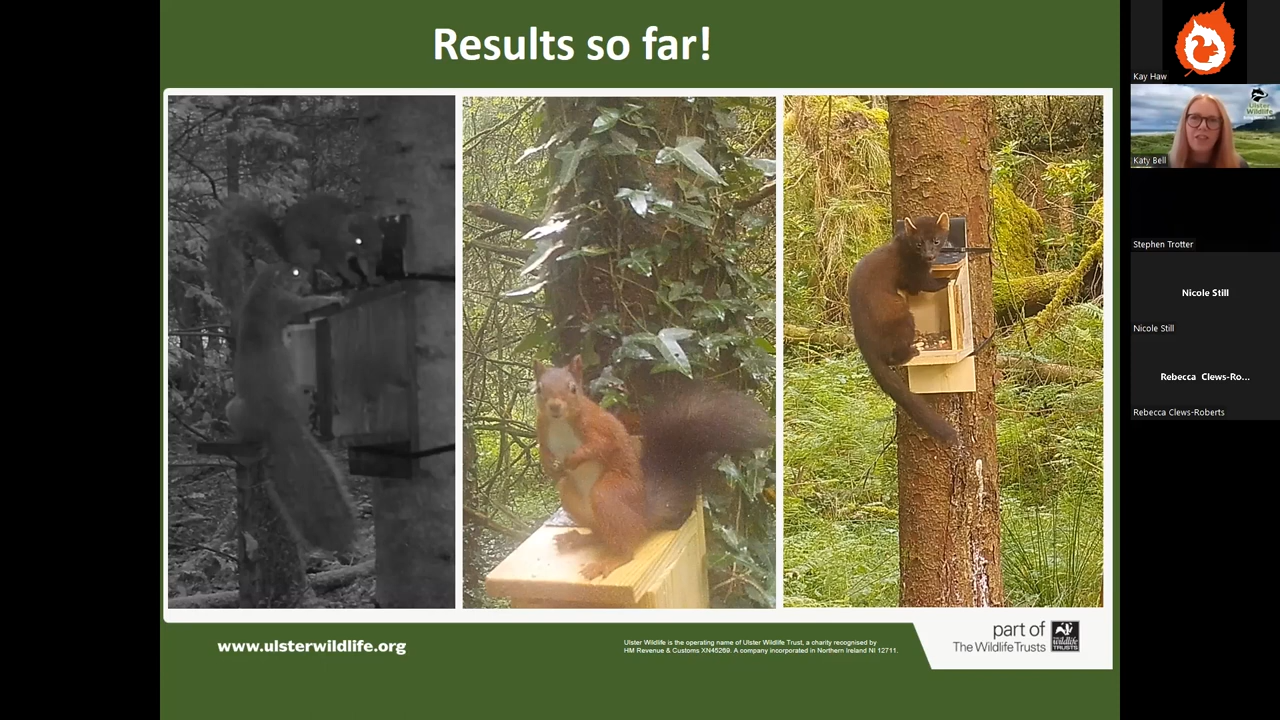 Results so far!
www.ulsterwildlife.org
Ulster Wildlife is the operating name of Ulster Wildlife Trust, a charity recognised by
HM Revenue & Customs XN45269. A company incorporated in Northern Ireland NI 12711.
part of
The Wildlife Trusts
Kay Haw
Ulster
Wildlife
Katy Bell
Stephen Trotter
Nicole Still
Nicole Still
Rebecca Clews-Ro...
Rebecca Clews-Roberts